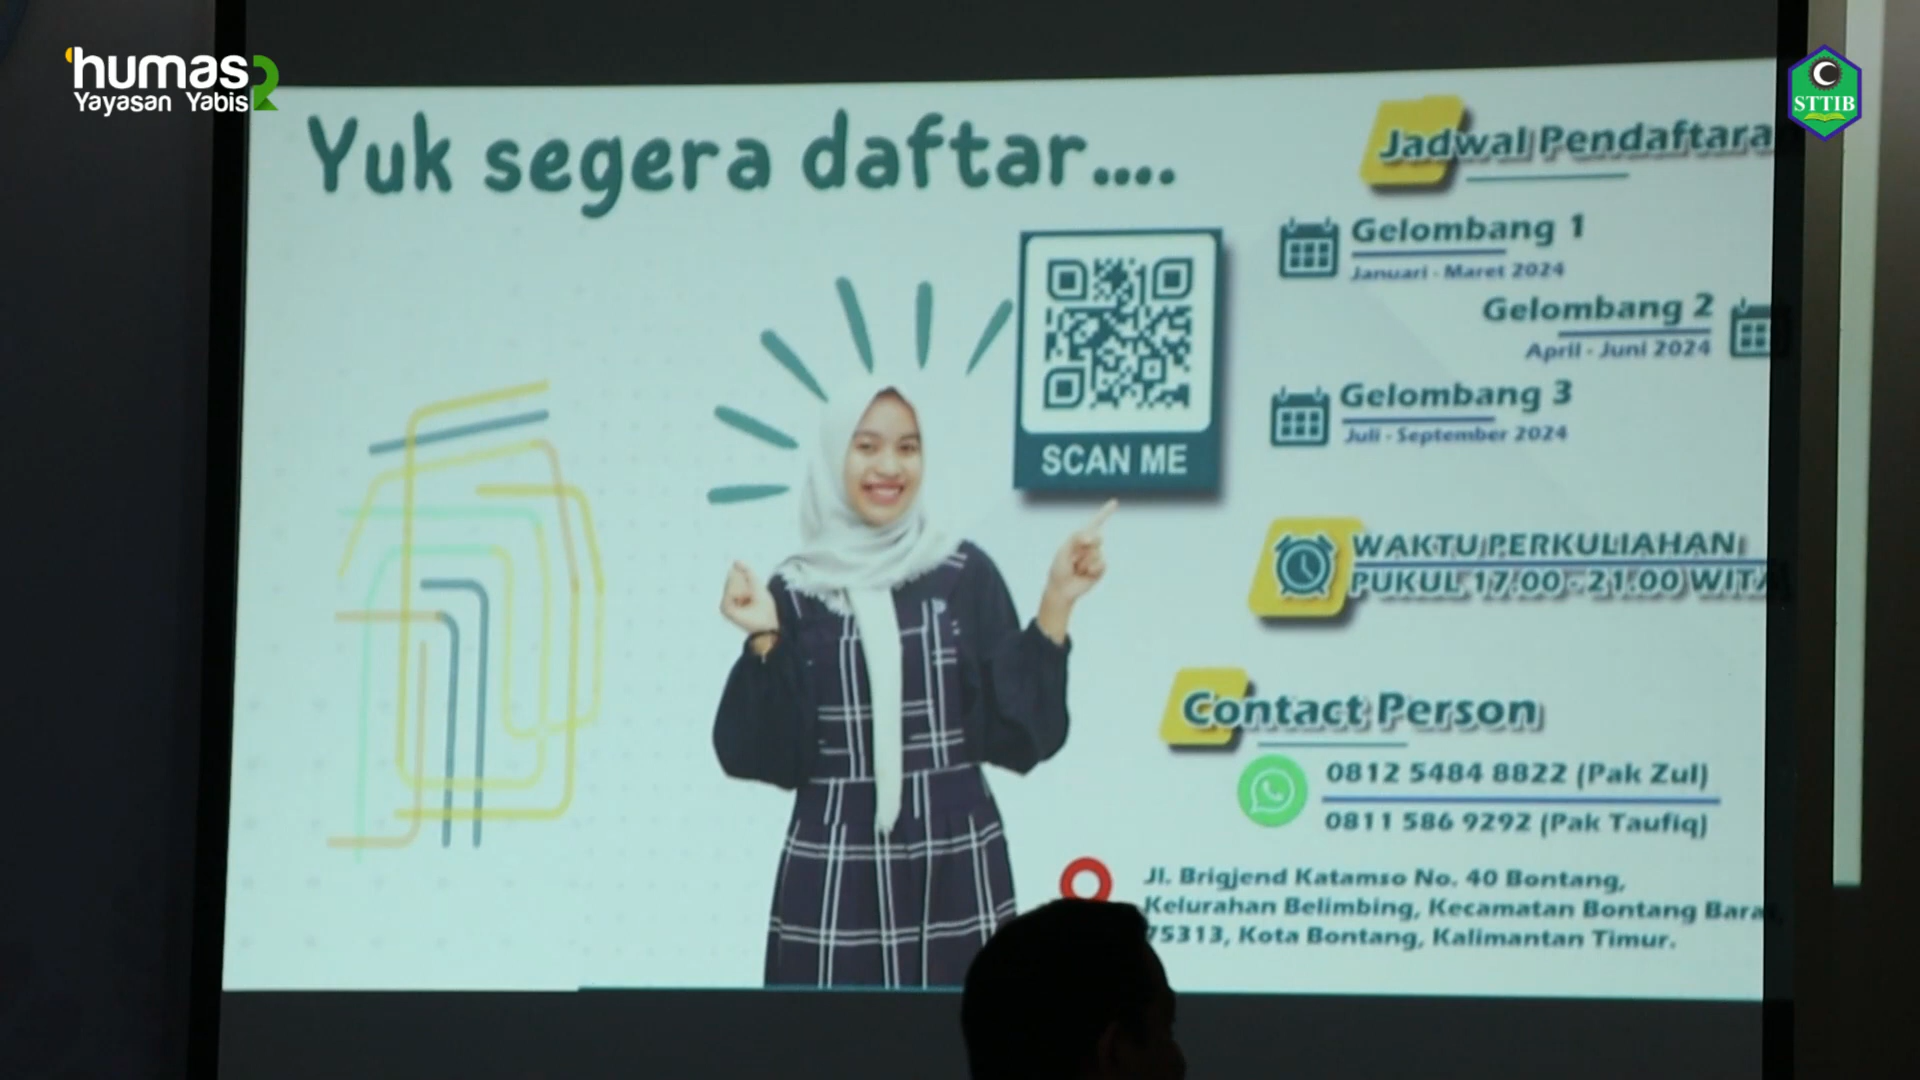 humas
Yayasan Yabis
STTIB
Yuk segera daftar....
SCAN ME
Jadwal Pendaftara
Gelombang 1
Januari - Maret 2024
Gelombang 2
April - Juni 2024
Gelombang 3
Juli - September 2024
WAKTU PERKULIAHAN
PUKUL 17.00 - 21.00 WITA
Contact Person
0812 5484 8822 (Pak Zul)
0811 586 9292 (Pak Taufiq)
Jl. Brigjend Katamso No. 40 Bontang,
Kelurahan Belimbing, Kecamatan Bontang Barat,
75313, Kota Bontang, Kalimantan Timur.